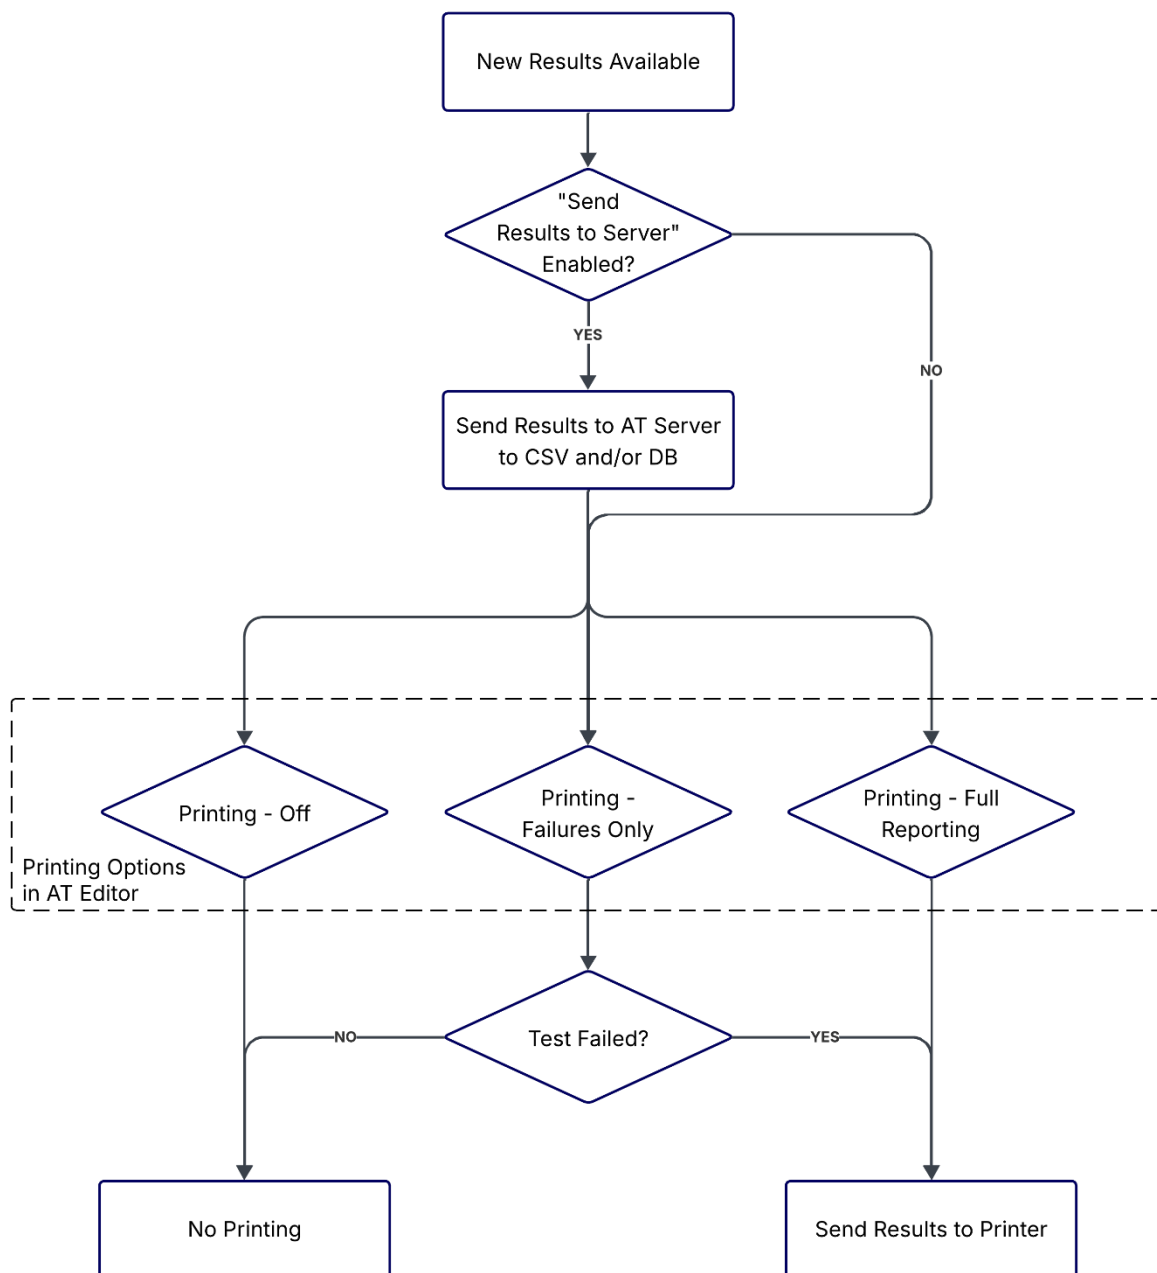 New Results Available
"Send
Results to Server"
Enabled?
YES
NO
Send Results to AT Server
to CSV and/or DB
Printing - Off
Printing -
Failures Only
Printing - Full
Reporting
Printing Options
in AT Editor
Test Failed?
NO
YES
No Printing
Send Results to Printer